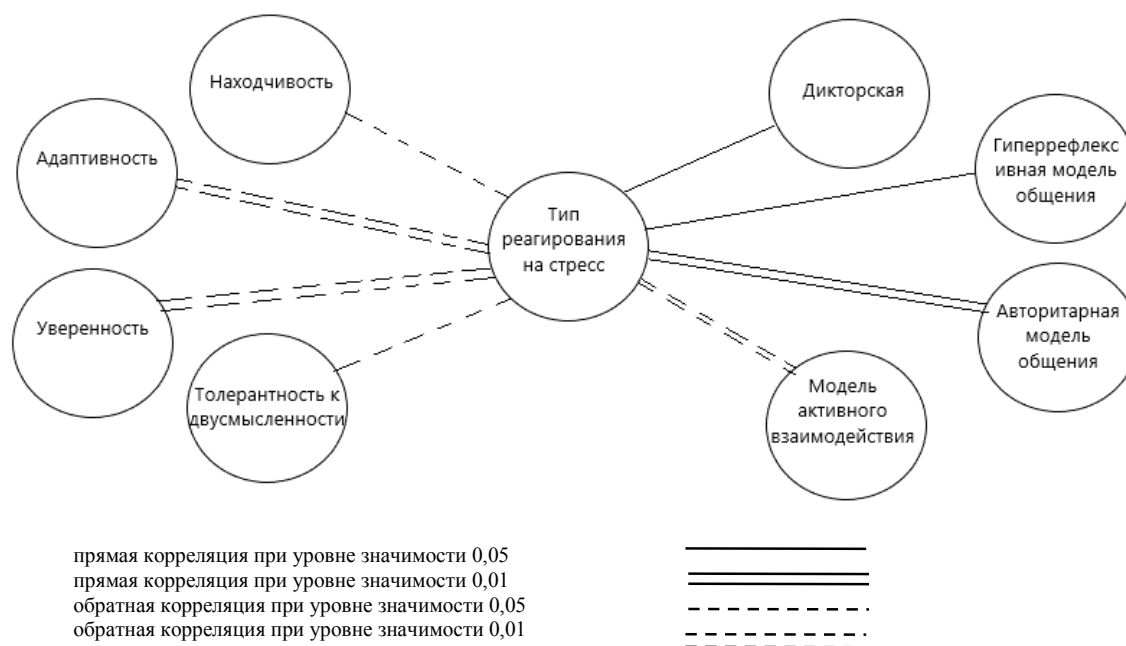 Находчивость
Дикторская
Адаптивность
Гиперрефлекс
ивная модель
общения
Тип
реагирования
на стресс
Уверенность
Авторитарная
модель
общения
Толерантность к
двусмысленности
Модель
активного
взаимодействия
прямая корреляция при уровне значимости 0,05
прямая корреляция при уровне значимости 0,01
обратная корреляция при уровне значимости 0,05
обратная корреляция при уровне значимости 0,01